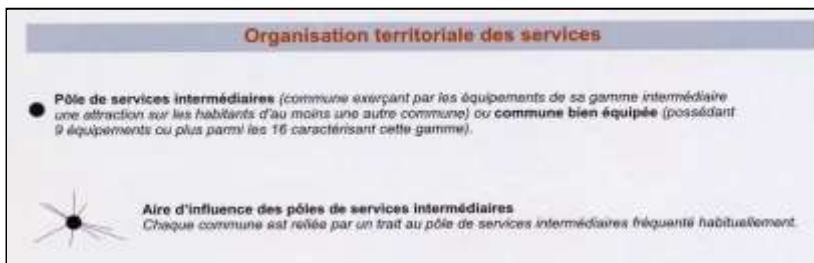 Organisation territoriale des services
Pôle de services intermédiaires (commune exerçant par les équipements de sa gamme intermédiaire
une attraction sur les habitants d'au moins une autre commune) ou commune bien équipée (possédant
9 équipements ou plus parmi les 16 caractérisant cette gamme).
Aire d'influence des pôles de services intermédiaires
Chaque commune est reliée par un trait au pôle de services intermédiaires fréquenté habituellement.